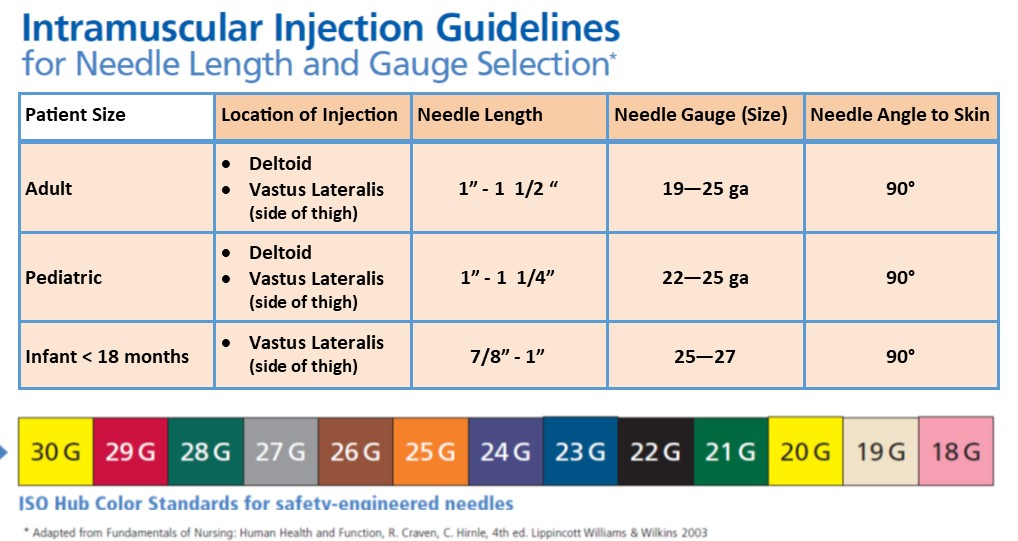 Intramuscular Injection Guidelines
for Needle Length and Gauge Selection*
Patient Size Location of Injection Needle Length Needle Gauge (Size) Needle Angle to Skin
Adult
• Deltoid
• Vastus Lateralis
(side of thigh)
1” - 1 1/2 “
19—25 ga
90°
Pediatric
• Deltoid
• Vastus Lateralis
(side of thigh)
1” - 1 1/4”
22—25 ga
90°
Infant < 18 months
• Vastus Lateralis
(side of thigh)
7/8” - 1”
25—27
90°
30 G 29 G 28 G 27 G 26 G 25 G 24 G 23 G 22 G 21 G 20 G 19 G 18 G
ISO Hub Color Standards for safety-engineered needles
* Adapted from Fundamentals of Nursing: Human Health and Function, R. Craven, C. Hirnle, 4th ed. Lippincott Williams & Wilkins 2003